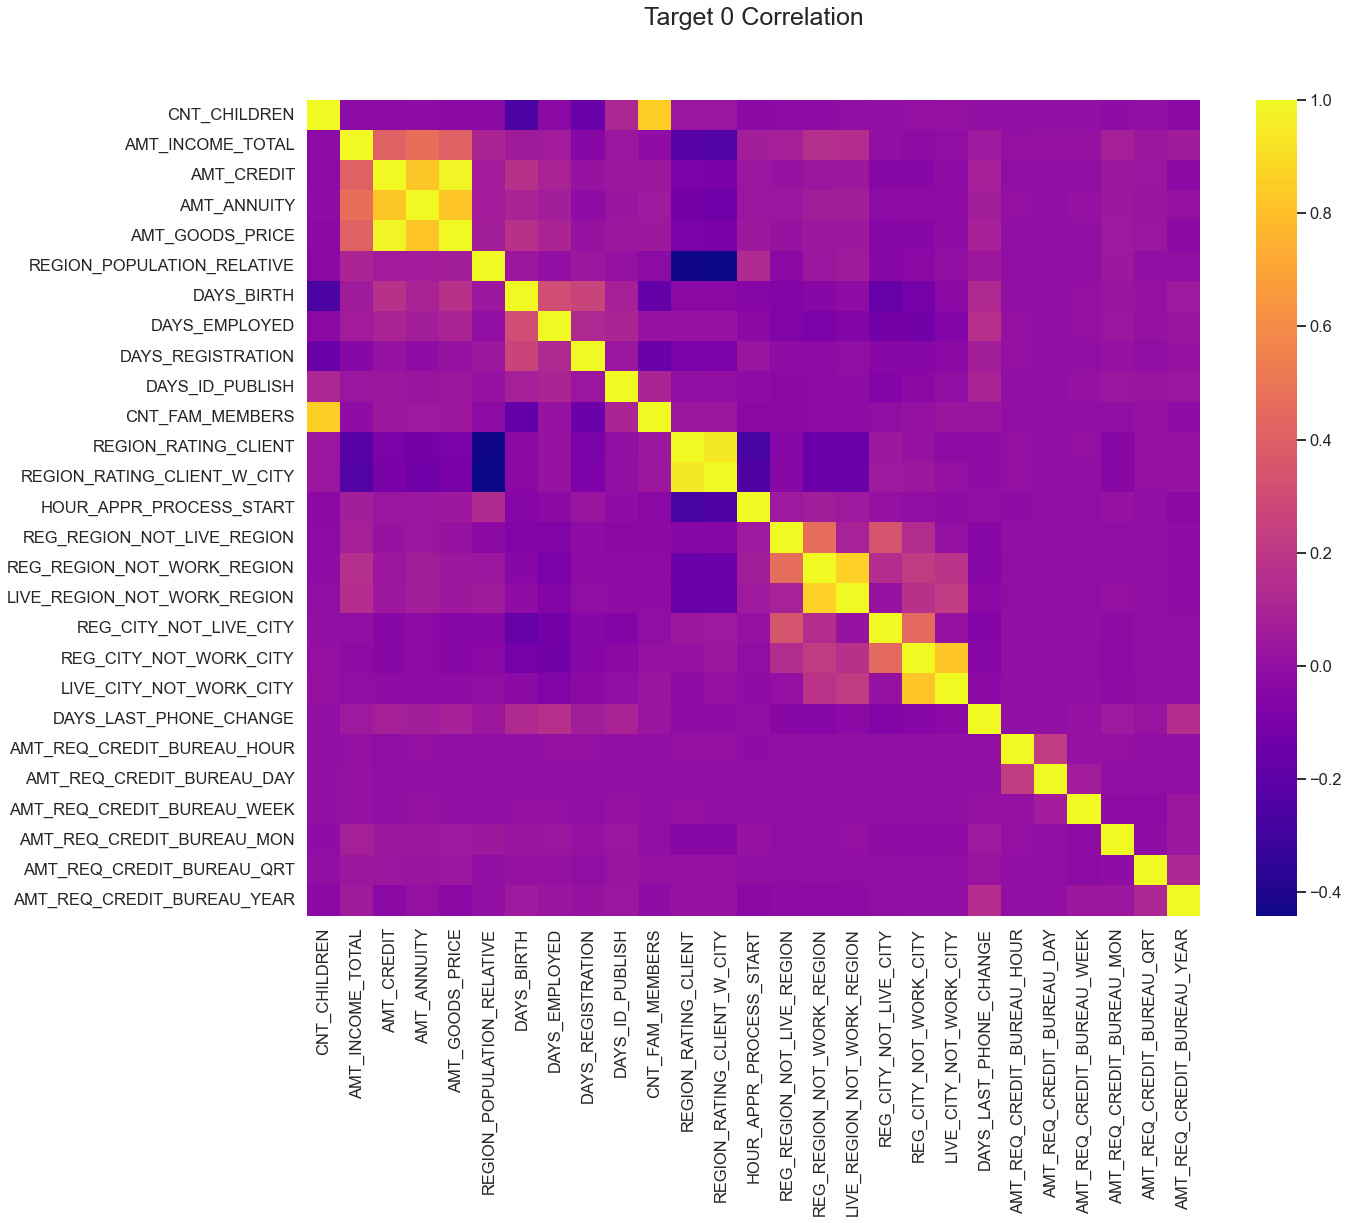 Target 0 Correlation
CNT_CHILDREN
AMT_INCOME_TOTAL
AMT_CREDIT
AMT_ANNUITY
AMT_GOODS_PRICE
REGION_POPULATION_RELATIVE
DAYS_BIRTH
DAYS_EMPLOYED
DAYS_REGISTRATION
DAYS_ID_PUBLISH
CNT_FAM_MEMBERS
REGION_RATING_CLIENT
REGION_RATING_CLIENT_W_CITY
HOUR_APPR_PROCESS_START
REG_REGION_NOT_LIVE_REGION
REG_REGION_NOT_WORK_REGION
LIVE_REGION_NOT_WORK_REGION
REG_CITY_NOT_LIVE_CITY
REG_CITY_NOT_WORK_CITY
LIVE_CITY_NOT_WORK_CITY
DAYS_LAST_PHONE_CHANGE
AMT_REQ_CREDIT_BUREAU_HOUR
AMT_REQ_CREDIT_BUREAU_DAY
AMT_REQ_CREDIT_BUREAU_WEEK
AMT_REQ_CREDIT_BUREAU_MON
AMT_REQ_CREDIT_BUREAU_QRT
AMT_REQ_CREDIT_BUREAU_YEAR
CNT_CHILDREN
AMT_INCOME_TOTAL
AMT_CREDIT
AMT_ANNUITY
AMT_GOODS_PRICE
REGION_POPULATION_RELATIVE
DAYS_BIRTH
DAYS_EMPLOYED
DAYS_REGISTRATION
DAYS_ID_PUBLISH
CNT_FAM_MEMBERS
REGION_RATING_CLIENT
REGION_RATING_CLIENT_W_CITY
HOUR_APPR_PROCESS_START
REG_REGION_NOT_LIVE_REGION
REG_REGION_NOT_WORK_REGION
LIVE_REGION_NOT_WORK_REGION
REG_CITY_NOT_LIVE_CITY
REG_CITY_NOT_WORK_CITY
LIVE_CITY_NOT_WORK_CITY
DAYS_LAST_PHONE_CHANGE
AMT_REQ_CREDIT_BUREAU_HOUR
AMT_REQ_CREDIT_BUREAU_DAY
AMT_REQ_CREDIT_BUREAU_WEEK
AMT_REQ_CREDIT_BUREAU_MON
AMT_REQ_CREDIT_BUREAU_QRT
AMT_REQ_CREDIT_BUREAU_YEAR
1.0
0.8
0.6
0.4
0.2
0.0
−0.2
−0.4